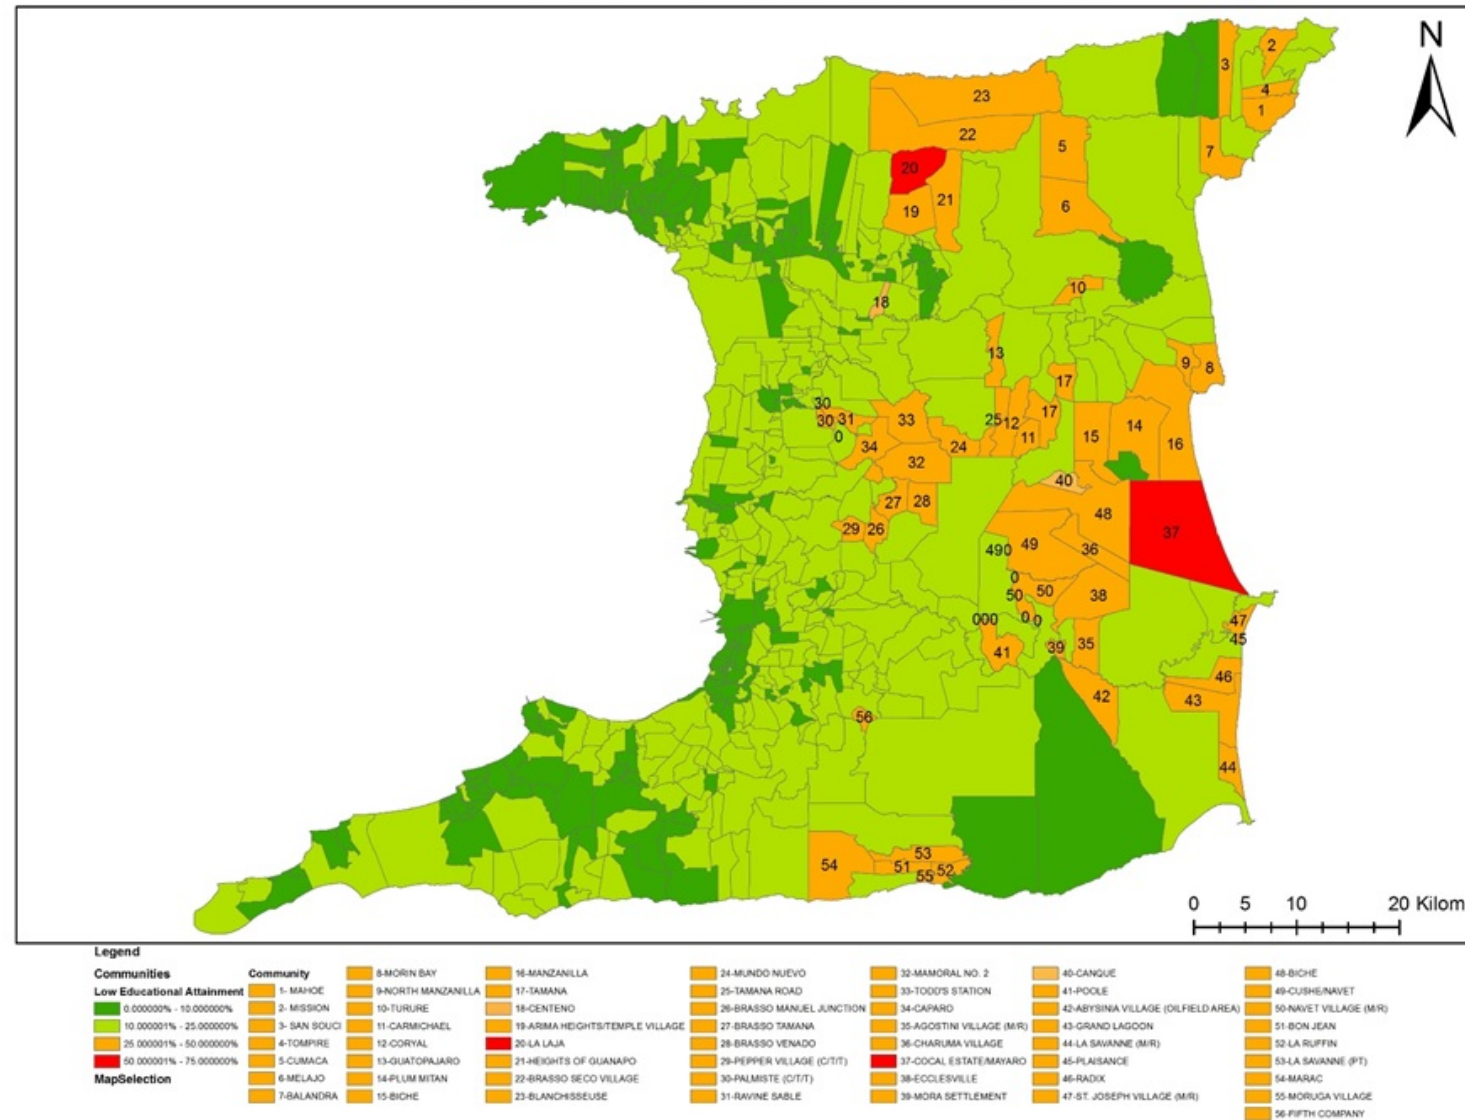 N
2
3
4
1
23
22
5
7
20
21
19
6
18
10
13
9
8
17
30
30
31
33
25
12
17
11
15
14
16
0
34
24
32
40
27
28
48
37
29
26
49
36
490
0
50
50
38
000
0
0
47
45
41
39
35
46
42
43
56
44
54
53
51
52
55
0 5 10 20 Kilom
Legend
Communities
Low Educational Attainment
0.000000% - 10.000000%
10.000001% - 25.000000%
25.000001% - 50.000000%
50.000001% - 75.000000%
MapSelection
Community
1- MAHOE
2- MISSION
3- SAN SOUCI
4-TOMPIRE
5-CUMACA
6-MELAJO
7-BALANDRA
8-MORIN BAY
9-NORTH MANZANILLA
10-TURURE
11-CARMICHAEL
12-CORYAL
13-GUATOPAJARO
14-PLUM MITAN
15-BICHE
16-MANZANILLA
17-TAMANA
18-CENTENO
19-ARIMA HEIGHTS/TEMPLE VILLAGE
20-LA LAJA
21-HEIGHTS OF GUANAPO
22-BRASSO SECO VILLAGE
23-BLANCHISSEUSE
24-MUNDO NUEVO
25-TAMANA ROAD
26-BRASSO MANUEL JUNCTION
27-BRASSO TAMANA
28-BRASSO VENADO
29-PEPPER VILLAGE (C/T/T)
30-PALMISTE (C/T/T)
31-RAVINE SABLE
32-MAMORAL NO. 2
33-TODD'S STATION
34-CAPARO
35-AGOSTINI VILLAGE (M/R)
36-CHARUMA VILLAGE
37-COCAL ESTATE/MAYARO
38-ECCLESVILLE
39-MORA SETTLEMENT
40-CANQUE
41-POOLE
42-ABYSINIA VILLAGE (OILFIELD AREA)
43-GRAND LAGOON
44-LA SAVANNE (M/R)
45-PLAISANCE
46-RADIX
47-ST. JOSEPH VILLAGE (M/R)
48-BICHE
49-CUSHE/NAVET
50-NAVET VILLAGE (M/R)
51-BON JEAN
52-LA RUFFIN
53-LA SAVANNE (PT)
54-MARAC
55-MORUGA VILLAGE
56-FIFTH COMPANY